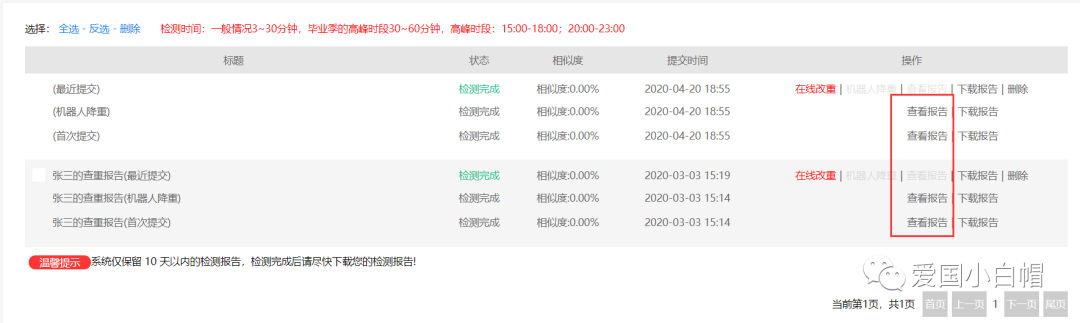 选择： 全选 - 反选 - 删除 检测时间：一般情况3~30分钟，毕业季的高峰时段30~60分钟，高峰时段：15:00-18:00；20:00-23:00
标题 状态 相似度 提交时间 操作
(最近提交) 检测完成 相似度:0.00% 2020-04-20 18:55 在线改重 | 机器人降重 | 查看报告 | 下载报告 | 删除
(机器人降重) 检测完成 相似度:0.00% 2020-04-20 18:55 查看报告 | 下载报告
(首次提交) 检测完成 相似度:0.00% 2020-04-20 18:55 查看报告 | 下载报告
张三的查重报告(最近提交) 检测完成 相似度:0.00% 2020-03-03 15:19 在线改重 | 机器人降重 | 查看报告 | 下载报告 | 删除
张三的查重报告(机器人降重) 检测完成 相似度:0.00% 2020-03-03 15:14 查看报告 | 下载报告
张三的查重报告(首次提交) 检测完成 相似度:0.00% 2020-03-03 15:14 查看报告 | 下载报告
温馨提示 系统仅保留 10 天以内的检测报告，检测完成后请尽快下载您的检测报告!
爱国小白帽
当前第1页，共1页 首页 上一页 1 下一页 尾页